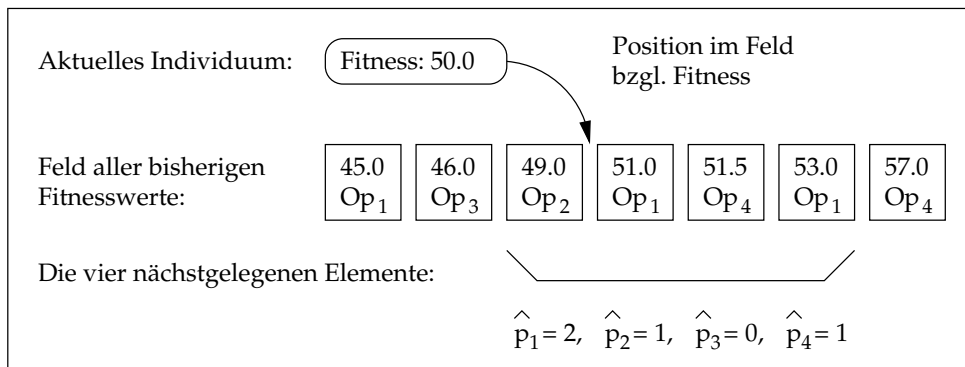 Aktuelles Individuum:
Fitness: 50.0
Position im Feld
bzgl. Fitness
Feld aller bisherigen
Fitnesswerte:
45.0 46.0 49.0 51.0 51.5 53.0 57.0
Op1 Op3 Op2 Op1 Op4 Op1 Op4
Die vier nächstgelegenen Elemente:
p̂1 = 2, p̂2 = 1, p̂3 = 0, p̂4 = 1